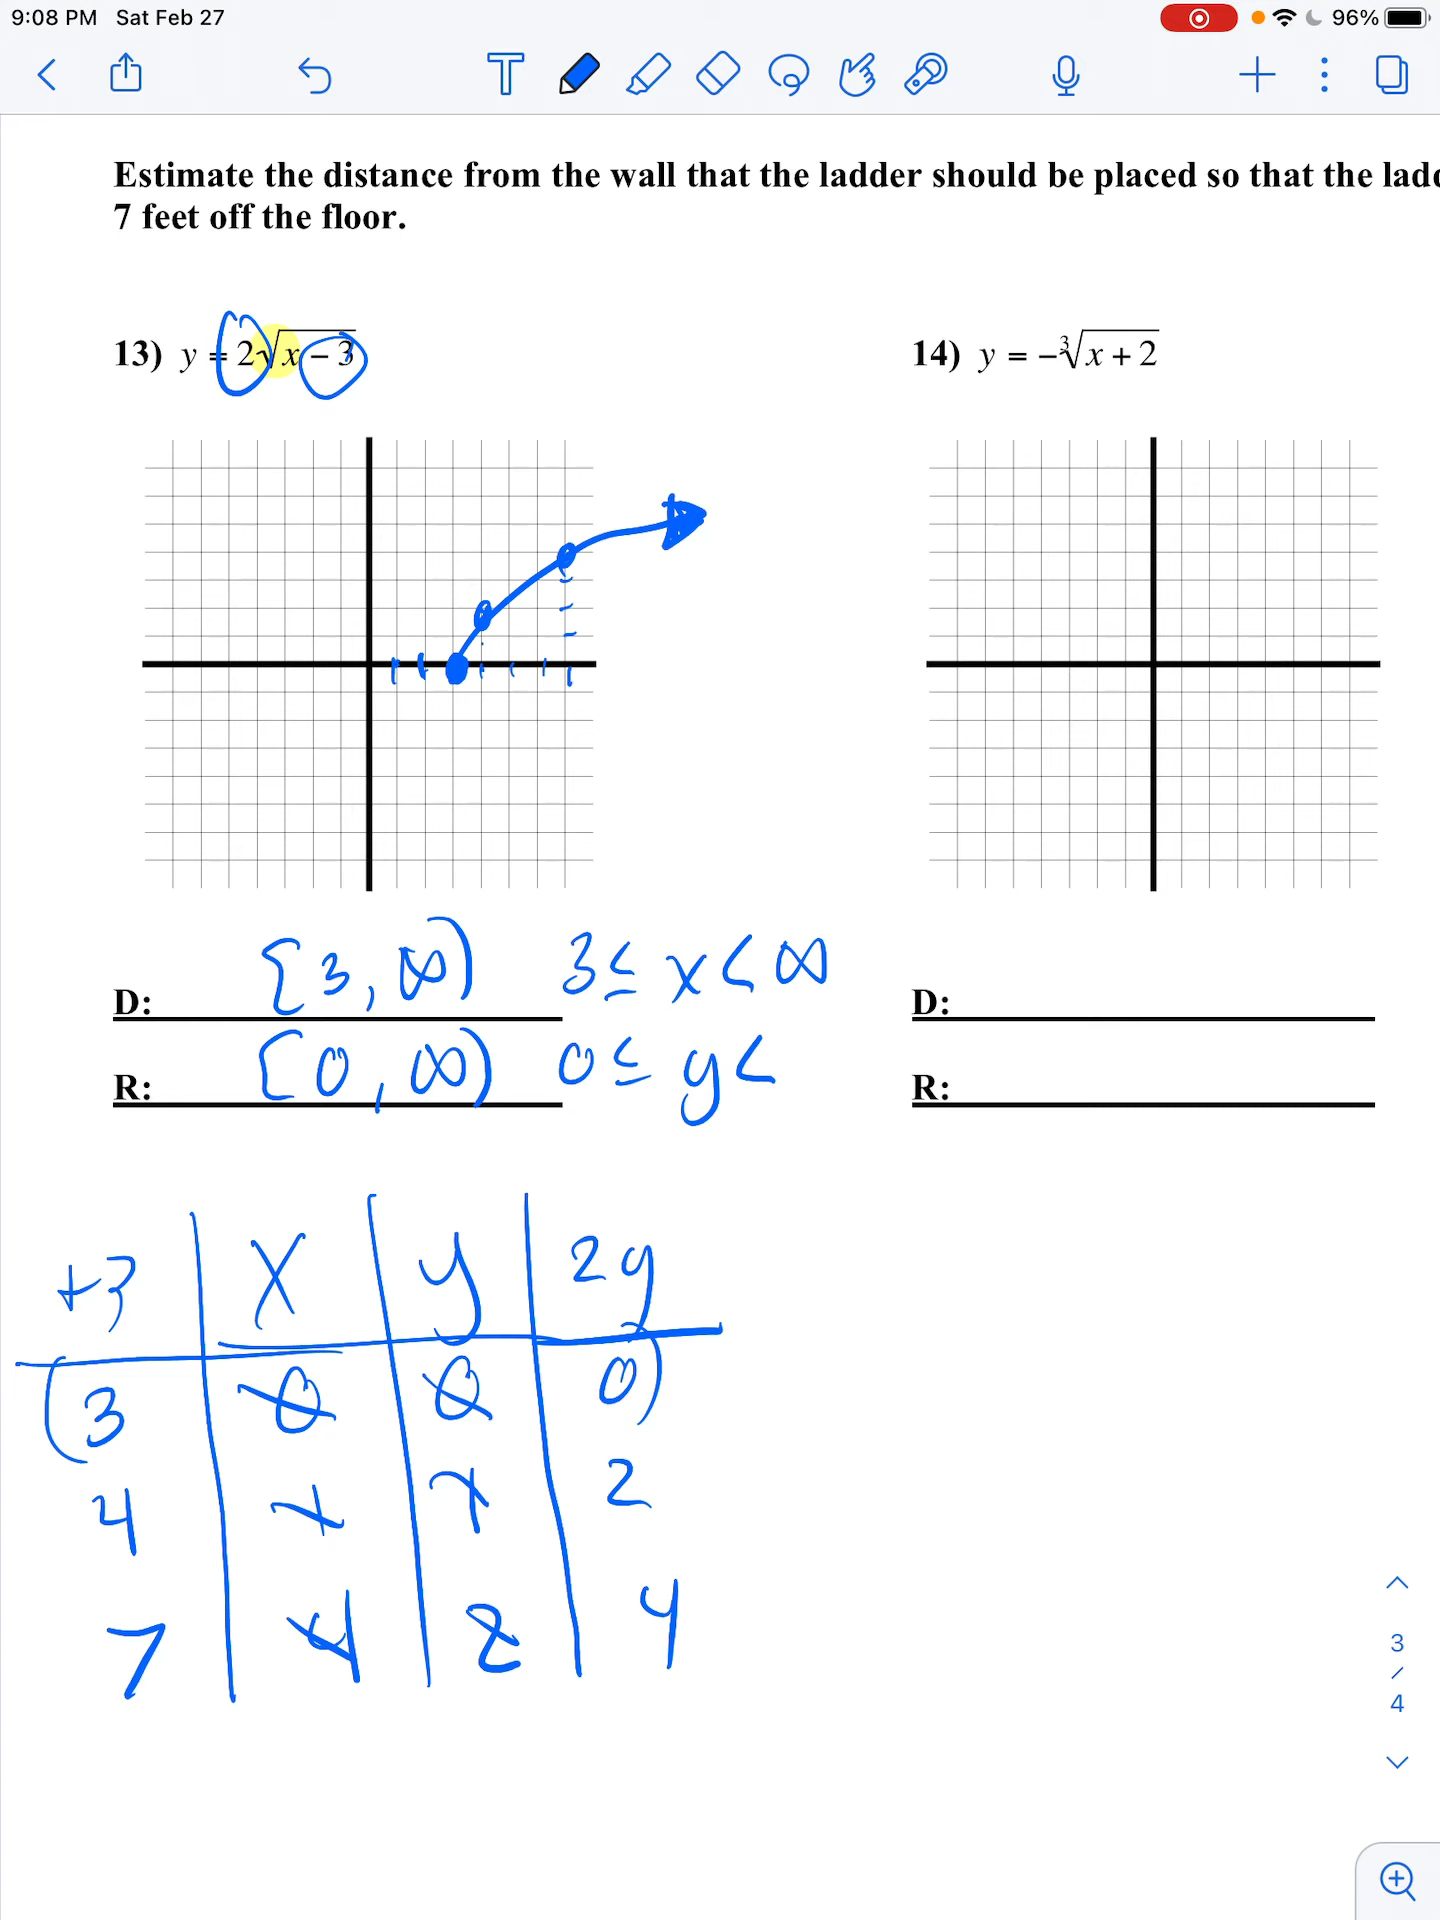 9:08 PM Sat Feb 27 96%
T
Estimate the distance from the wall that the ladder should be placed so that the ladd
7 feet off the floor.
13) y = 2√x − 3
14) y = −∛x + 2
D: [3, ∞) 3 ≤ x < ∞
D:
R: [0, ∞) 0 ≤ y <
R:
+3 x y 2y
(3 0 0 0)
4 1 1 2
7 4 2 4
3
/
4